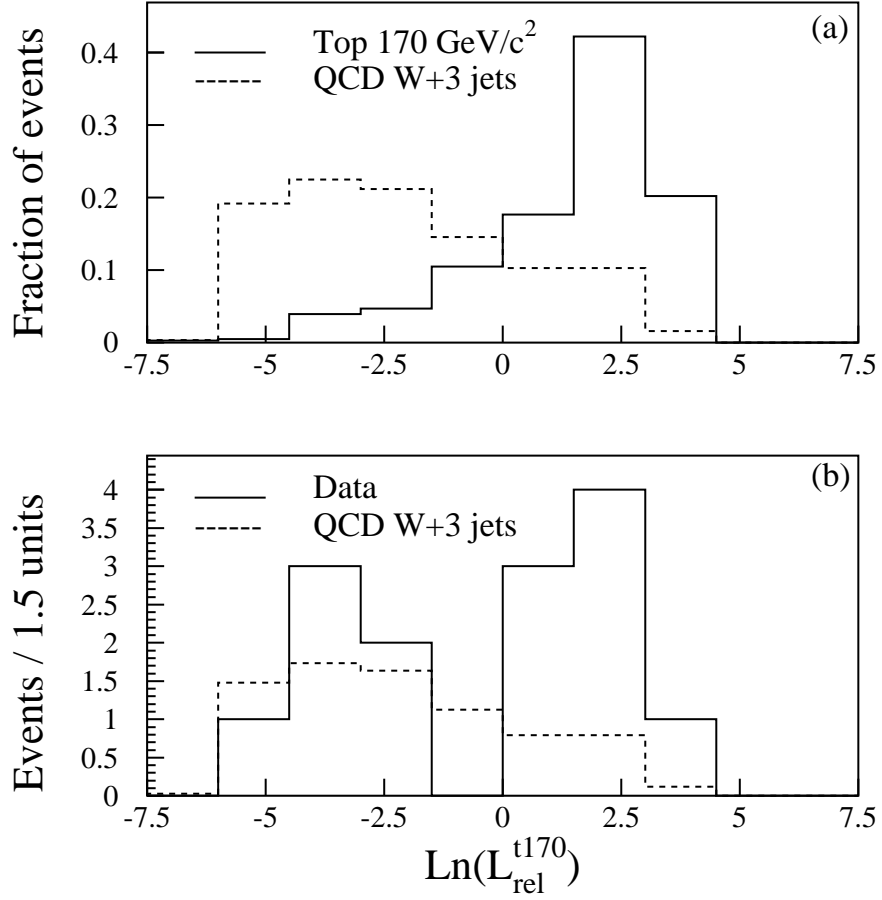 Fraction of events
(a)
Top 170 GeV/c²
QCD W+3 jets
0.4
0.3
0.2
0.1
0
-7.5 -5 -2.5 0 2.5 5 7.5
Events / 1.5 units
(b)
Data
QCD W+3 jets
4
3.5
3
2.5
2
1.5
1
0.5
0
-7.5 -5 -2.5 0 2.5 5 7.5
Ln(L_rel^t170)